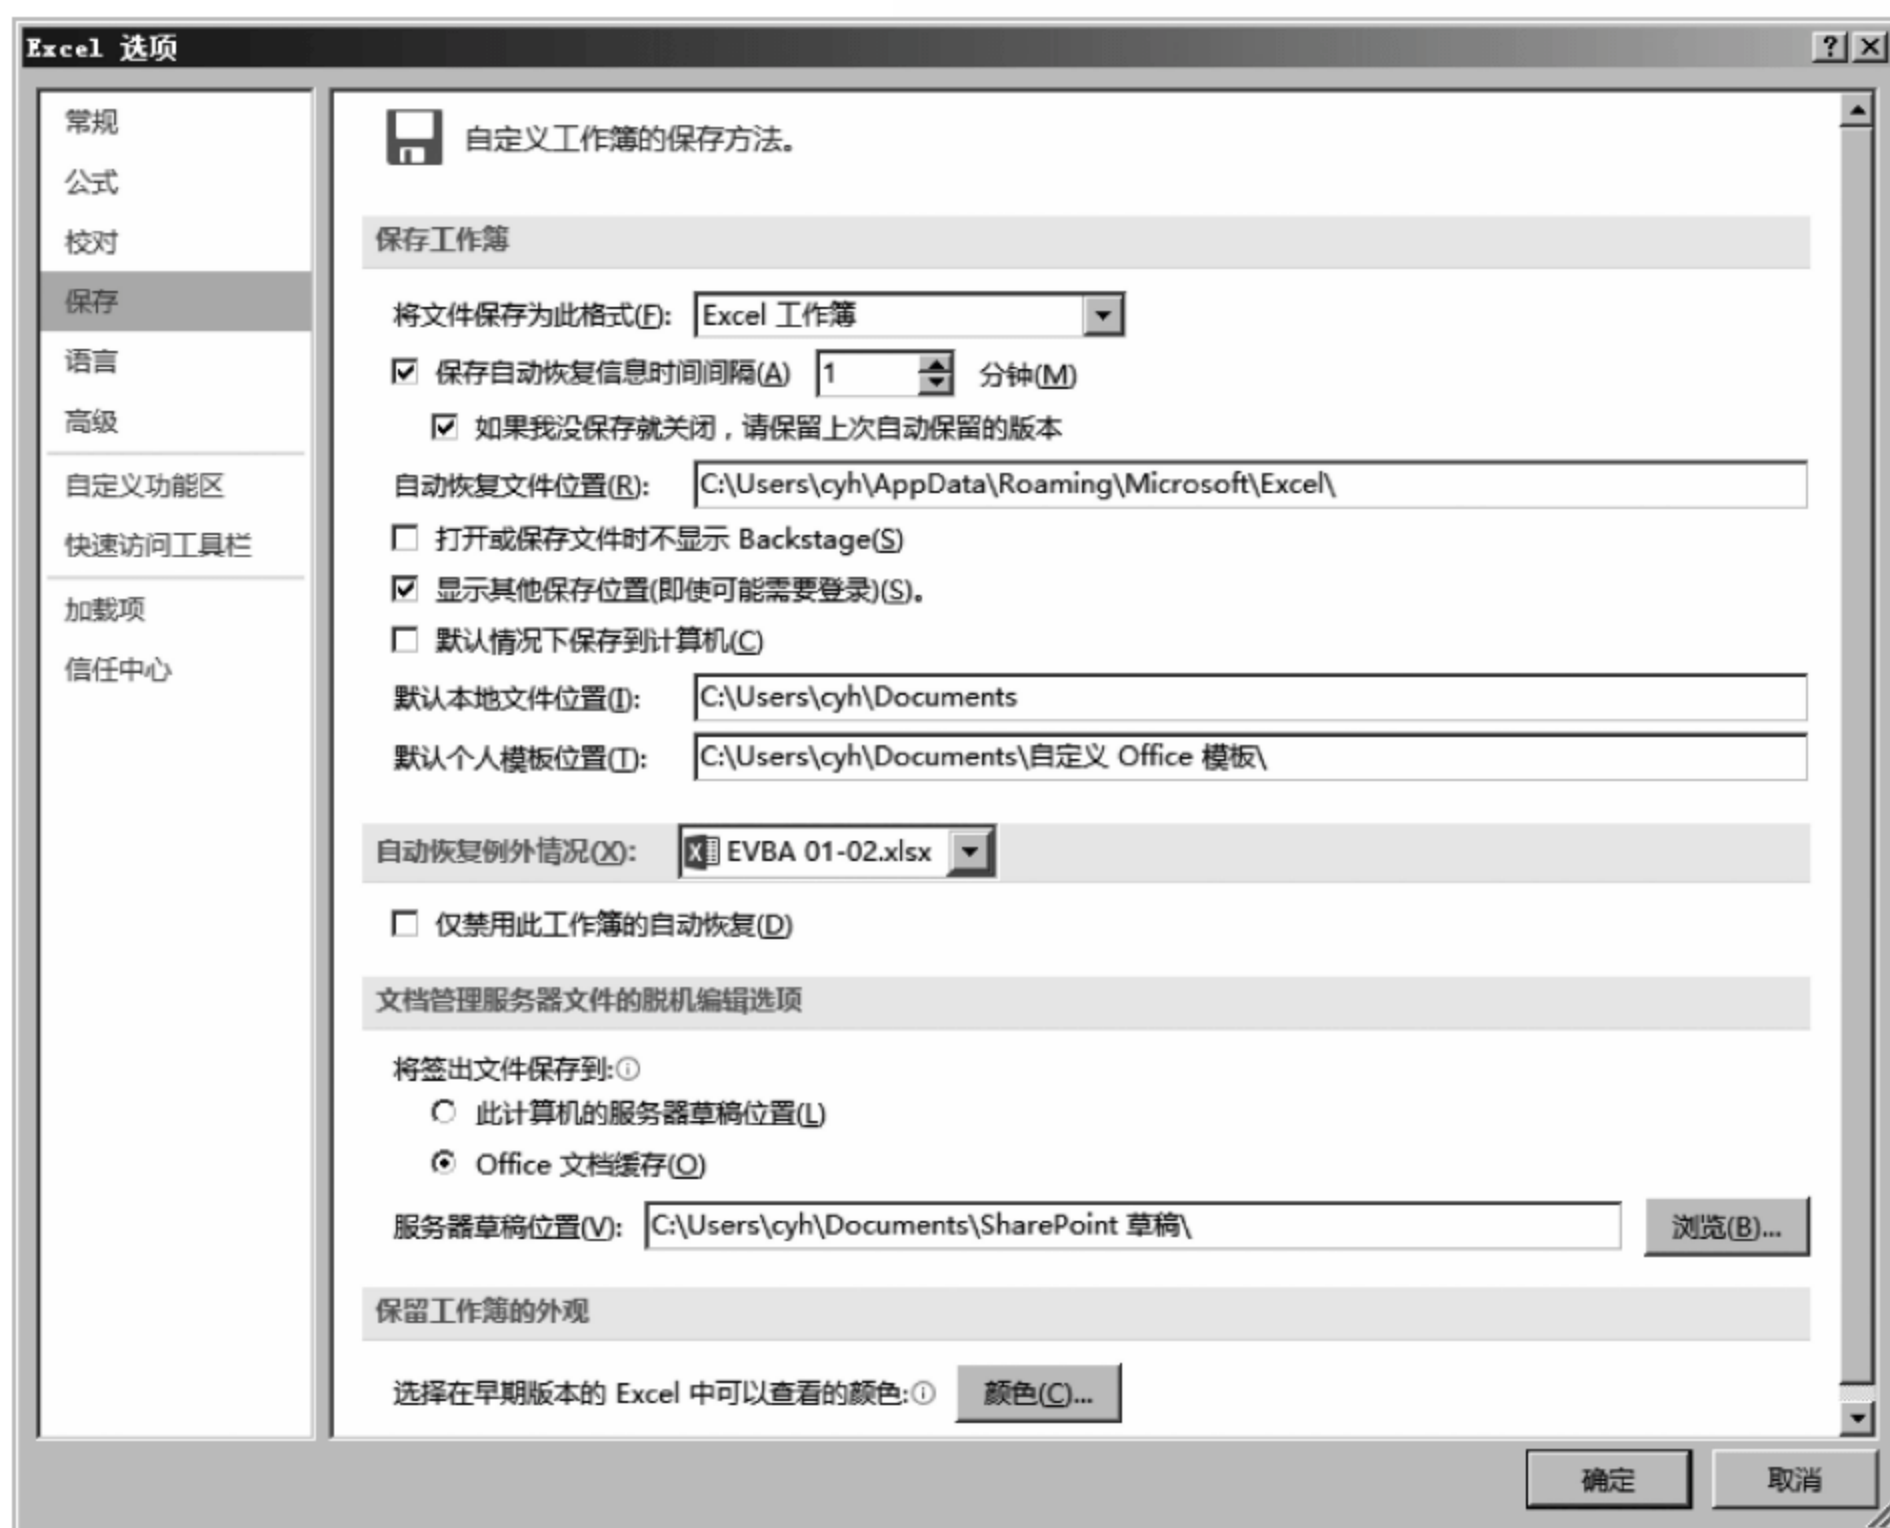 Excel 选项
常规
公式
校对
保存
语言
高级
自定义功能区
快速访问工具栏
加载项
信任中心
自定义工作簿的保存方法。
保存工作簿
将文件保存为此格式(F): Excel 工作簿
保存自动恢复信息时间间隔(A) 1 分钟(M)
如果我没保存就关闭，请保留上次自动保留的版本
自动恢复文件位置(R): C:\Users\cyh\AppData\Roaming\Microsoft\Excel\
打开或保存文件时不显示 Backstage(S)
显示其他保存位置(即使可能需要登录)(S)。
默认情况下保存到计算机(C)
默认本地文件位置(I): C:\Users\cyh\Documents
默认个人模板位置(T): C:\Users\cyh\Documents\自定义 Office 模板\
自动恢复例外情况(X): EVBA 01-02.xlsx
仅禁用此工作簿的自动恢复(D)
文档管理服务器文件的脱机编辑选项
将签出文件保存到:
此计算机的服务器草稿位置(L)
Office 文档缓存(O)
服务器草稿位置(V): C:\Users\cyh\Documents\SharePoint 草稿\ 浏览(B)...
保留工作簿的外观
选择在早期版本的 Excel 中可以查看的颜色: 颜色(C)...
确定 取消